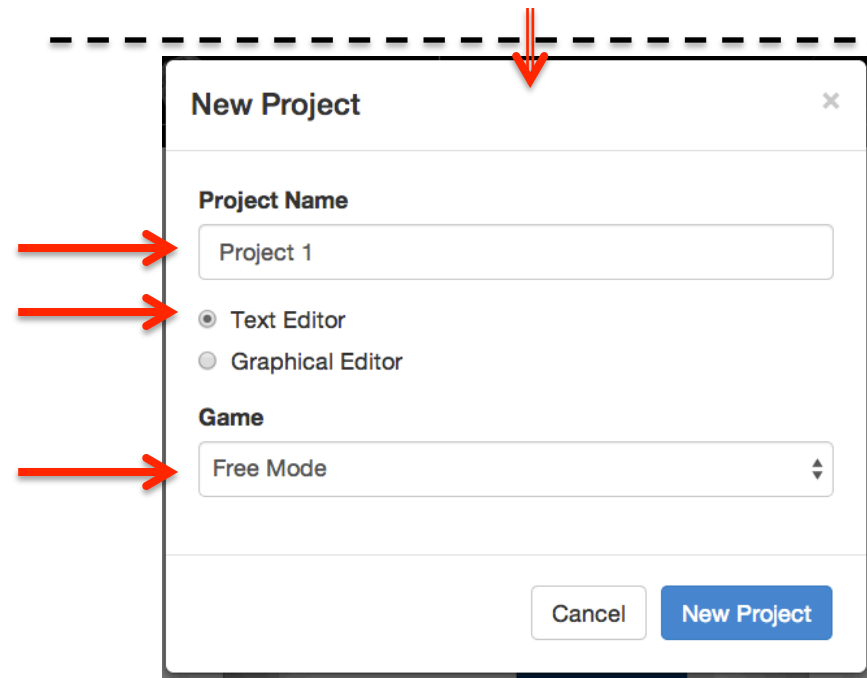 New Project ×
Project Name
Project 1
Text Editor
Graphical Editor
Game
Free Mode
Cancel New Project